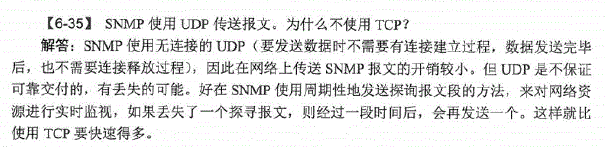 【6-35】 SNMP 使用 UDP 传送报文。为什么不使用 TCP？
解答：SNMP 使用无连接的 UDP（要发送数据时不需要有连接建立过程，数据发送完毕
后，也不需要连接释放过程），因此在网络上传送 SNMP 报文的开销较小。但 UDP 是不保证
可靠交付的，有丢失的可能。好在 SNMP 使用周期性地发送探询报文段的方法，来对网络资
源进行实时监视，如果丢失了一个探寻报文，则经过一段时间后，会再发送一个。这样就比
使用 TCP 要快速得多。